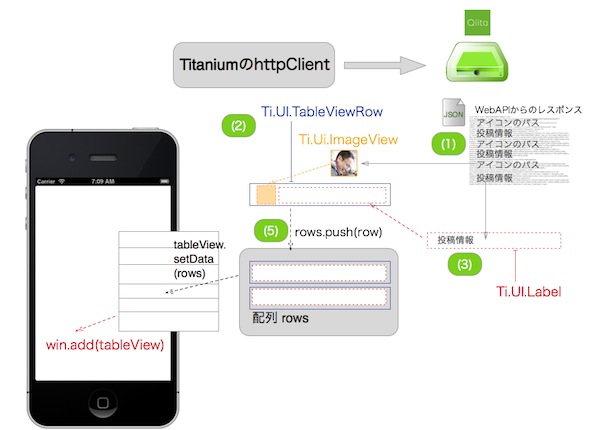 Qiita
Titaniumのhttpclient
JSON
WebAPIからのレスポンス
アイコンのパス
投稿情報
アイコンのパス
投稿情報
アイコンのパス
投稿情報
(1)
Ti.UI.TableViewRow
(2)
Ti.Ui.ImageView
投稿情報
(3)
Ti.UI.Label
(5)
rows.push(row)
配列 rows
Carrier
7:09 AM
tableView.
setData
(rows)
win.add(tableView)